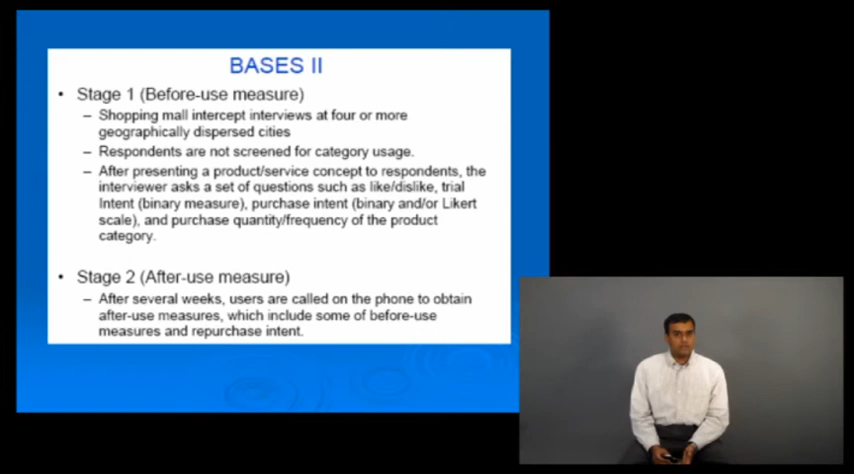 BASES II
• Stage 1 (Before-use measure)
– Shopping mall intercept interviews at four or more
geographically dispersed cities
– Respondents are not screened for category usage.
– After presenting a product/service concept to respondents, the
interviewer asks a set of questions such as like/dislike, trial
Intent (binary measure), purchase intent (binary and/or Likert
scale), and purchase quantity/frequency of the product
category.
• Stage 2 (After-use measure)
– After several weeks, users are called on the phone to obtain
after-use measures, which include some of before-use
measures and repurchase intent.